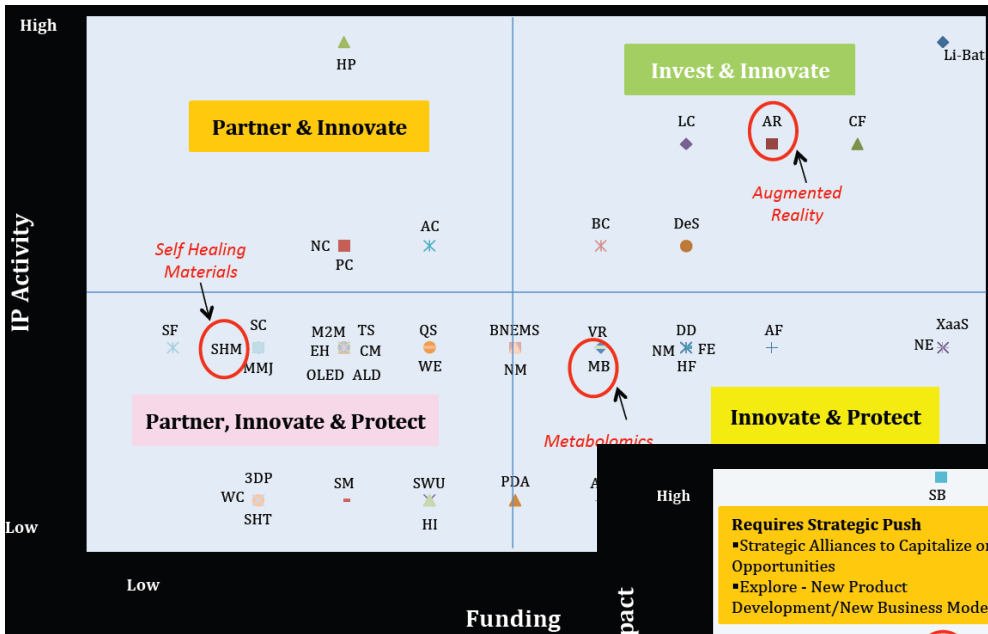 High
HP
Li-Bat
Invest & Innovate
Partner & Innovate
LC
AR
CF
Augmented
Reality
AC
BC
DeS
NC
PC
Self Healing
Materials
IP Activity
SF
SHM
SC
MMJ
M2M
TS
EH
CM
OLED
ALD
QS
WE
BNEMS
NM
VR
MB
DD
NM
FE
HF
AF
XaaS
NE
Partner, Innovate & Protect
Metabolomics
Innovate & Protect
3DP
WC
SHT
SM
SWU
HI
PDA
Low
Low
Funding
High
SB
Requires Strategic Push
▪Strategic Alliances to Capitalize on
Opportunities
▪Explore - New Product
Development/New Business Mode
pact